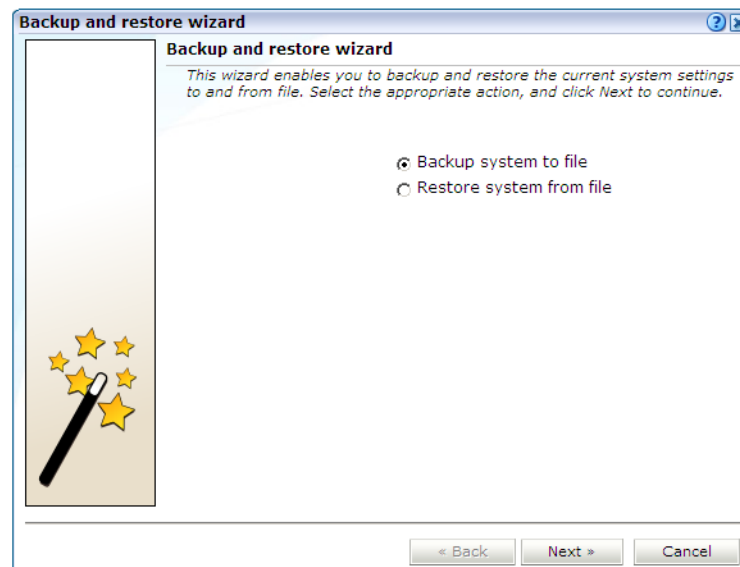 Backup and restore wizard
Backup and restore wizard
This wizard enables you to backup and restore the current system settings
to and from file. Select the appropriate action, and click Next to continue.
Backup system to file
Restore system from file
« Back
Next »
Cancel